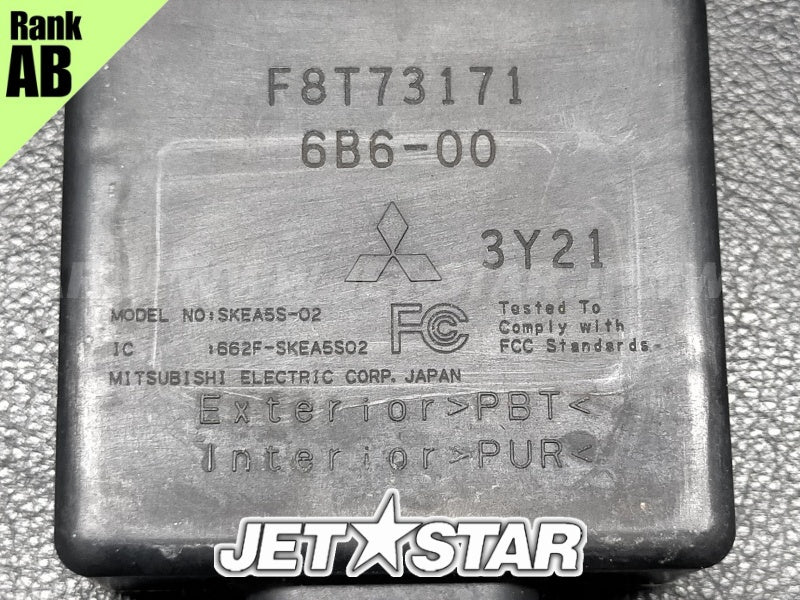 Rank
AB
F8T73171
6B6-00
3Y21
MODEL NO:SKEA5S-02
IC :662F-SKEA5S02
FC Tested To
Comply with
FCC Standards
MITSUBISHI ELECTRIC CORP. JAPAN
Exterior>PBT<
Interior>PUR<
JET STAR